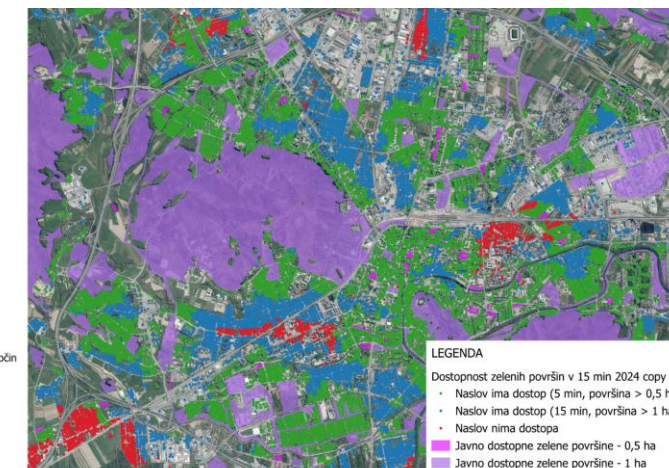 LEGENDA
Dostopnost zelenih površin v 15 min 2024 copy
Naslov ima dostop (5 min, površina > 0,5 h
Naslov ima dostop (15 min, površina > 1 ha
Naslov nima dostopa
Javno dostopne zelene površine - 0,5 ha
Javno dostopne zelene površine - 1 ha